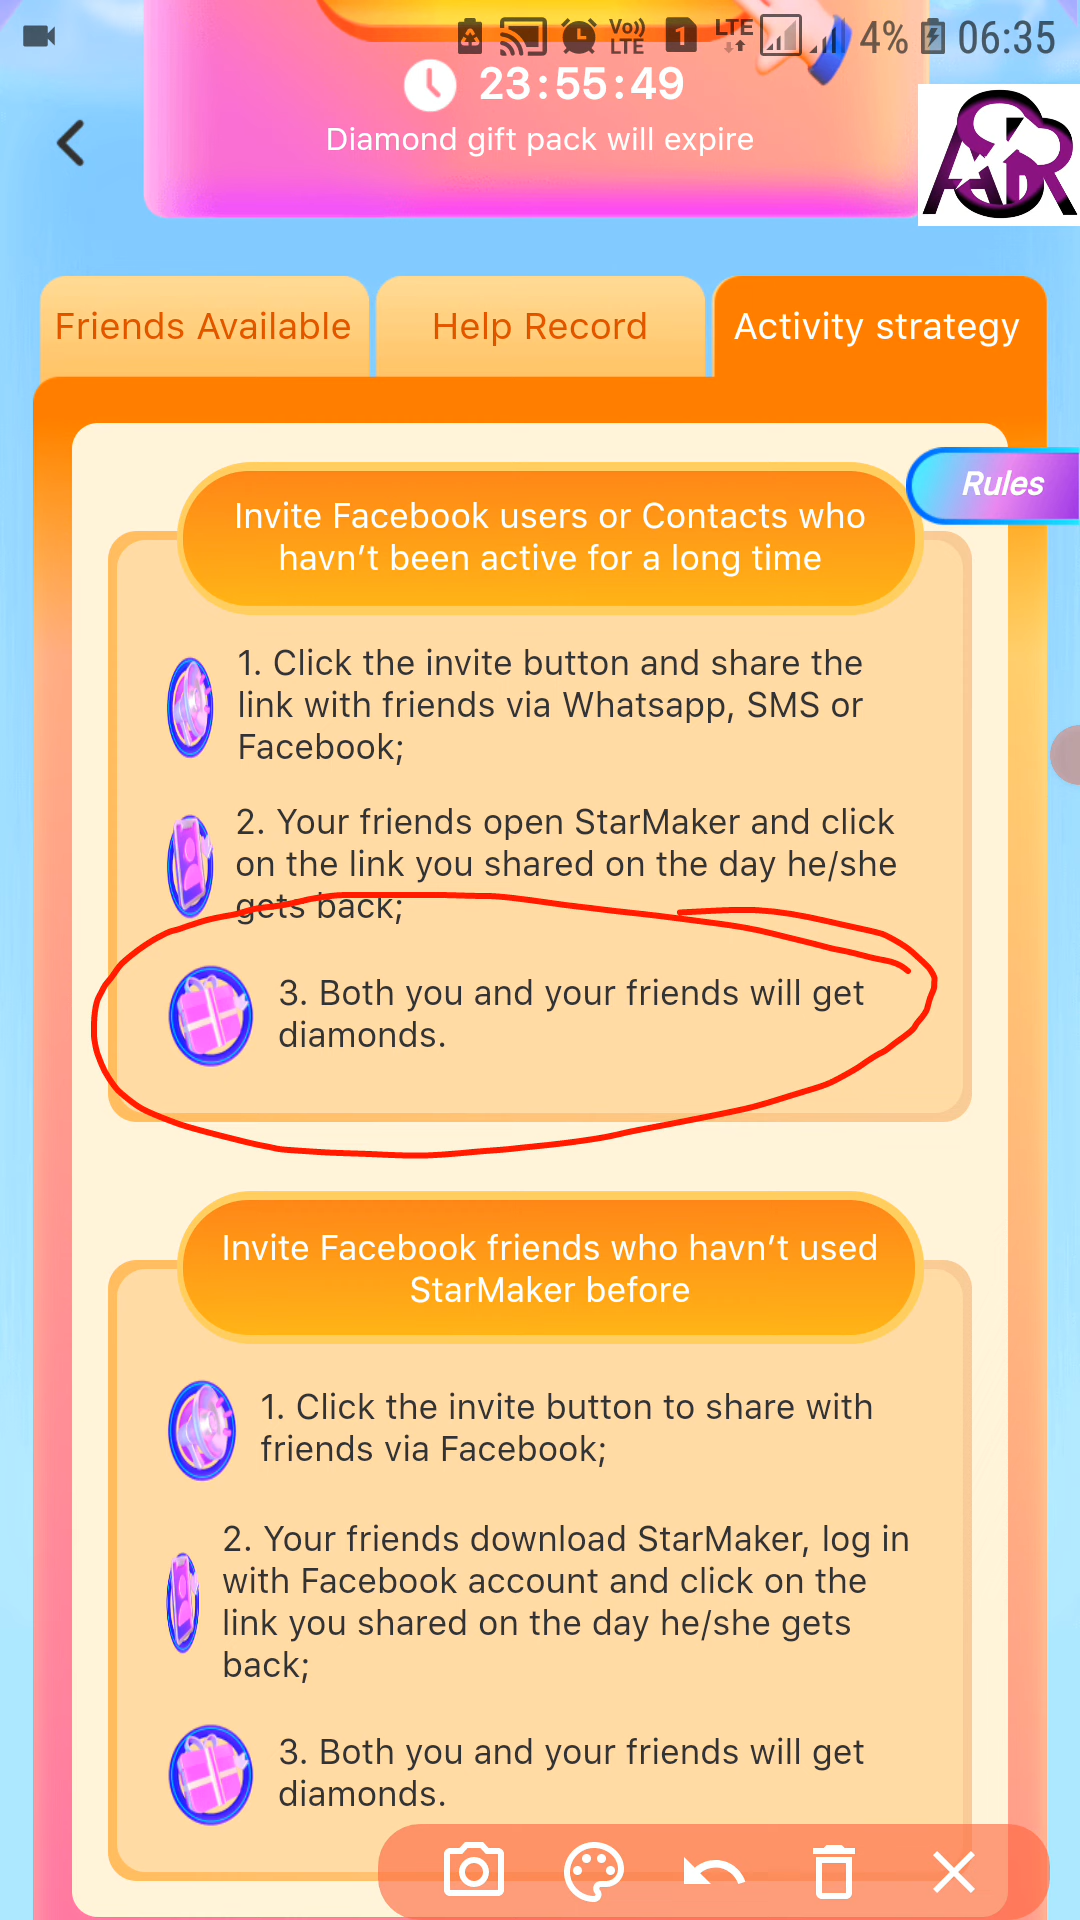 Vo))
LTE
1
LTE
4%
06:35
23:55:49
Diamond gift pack will expire
Friends Available
Help Record
Activity strategy
Rules
Invite Facebook users or Contacts who
havn't been active for a long time
1. Click the invite button and share the
link with friends via Whatsapp, SMS or
Facebook;
2. Your friends open StarMaker and click
on the link you shared on the day he/she
gets back;
3. Both you and your friends will get
diamonds.
Invite Facebook friends who havn't used
StarMaker before
1. Click the invite button to share with
friends via Facebook;
2. Your friends download StarMaker, log in
with Facebook account and click on the
link you shared on the day he/she gets
back;
3. Both you and your friends will get
diamonds.